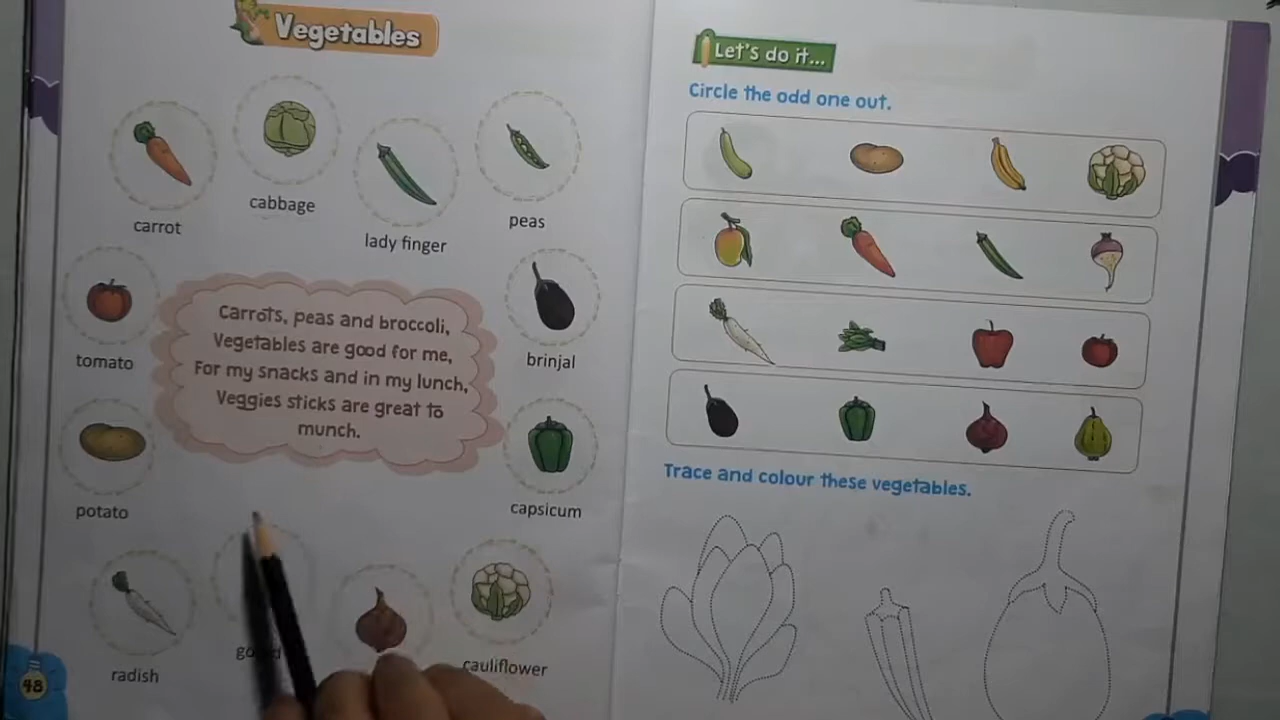 Vegetables
carrot
cabbage
lady finger
peas
tomato
Carrots, peas and broccoli,
Vegetables are good for me,
For my snacks and in my lunch,
Veggies sticks are great to
munch.
brinjal
potato
capsicum
radish
cauliflower
48
Let's do it...
Circle the odd one out.
Trace and colour these vegetables.